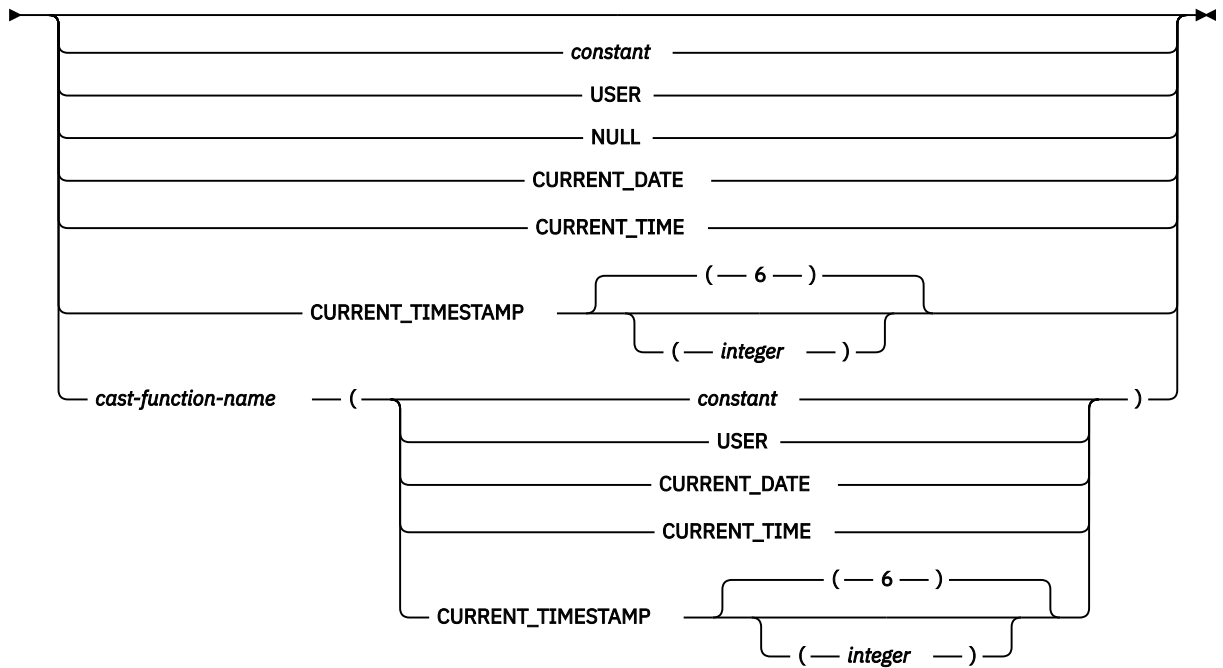 constant
USER
NULL
CURRENT_DATE
CURRENT_TIME
( 6 )
CURRENT_TIMESTAMP
( integer )
cast-function-name ( constant )
USER
CURRENT_DATE
CURRENT_TIME
( 6 )
CURRENT_TIMESTAMP
( integer )